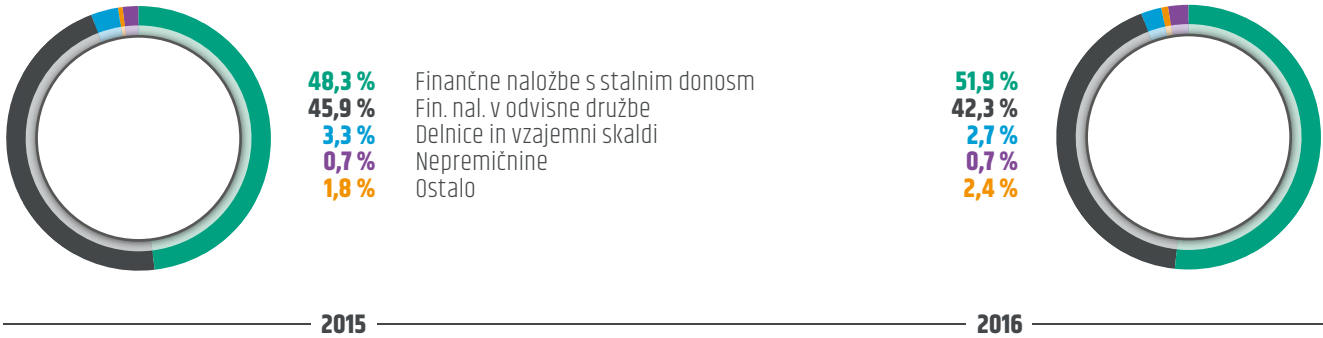 48,3 % Finančne naložbe s stalnim donosm 51,9 %
45,9 % Fin. nal. v odvisne družbe 42,3 %
3,3 % Delnice in vzajemni skaldi 2,7 %
0,7 % Nepremičnine 0,7 %
1,8 % Ostalo 2,4 %
2015 2016